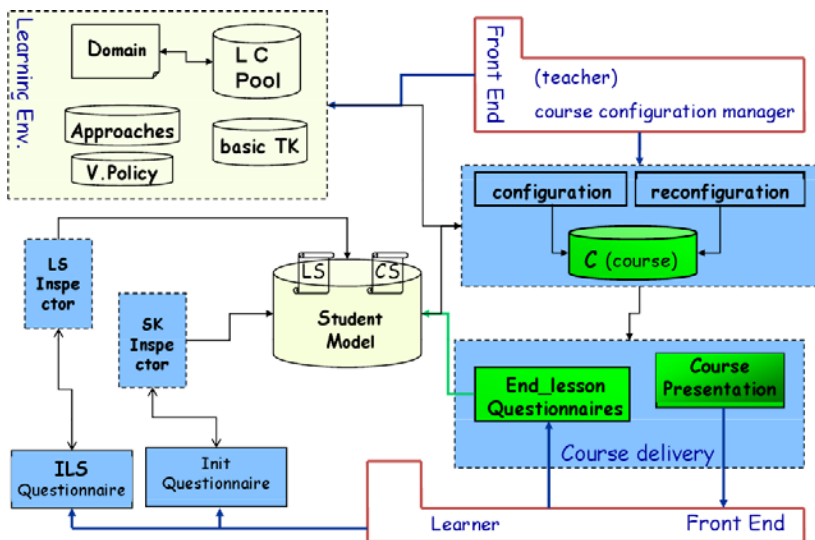 Learning Env.
Domain
L C
Pool
Approaches
V.Policy
basic TK
Front End
(teacher)
course configuration manager
configuration
reconfiguration
C (course)
LS
Inspe
ctor
SK
Inspe
ctor
LS
CS
Student
Model
End_lesson
Questionnaires
Course
Presentation
Course delivery
ILS
Questionnaire
Init
Questionnaire
Learner
Front End